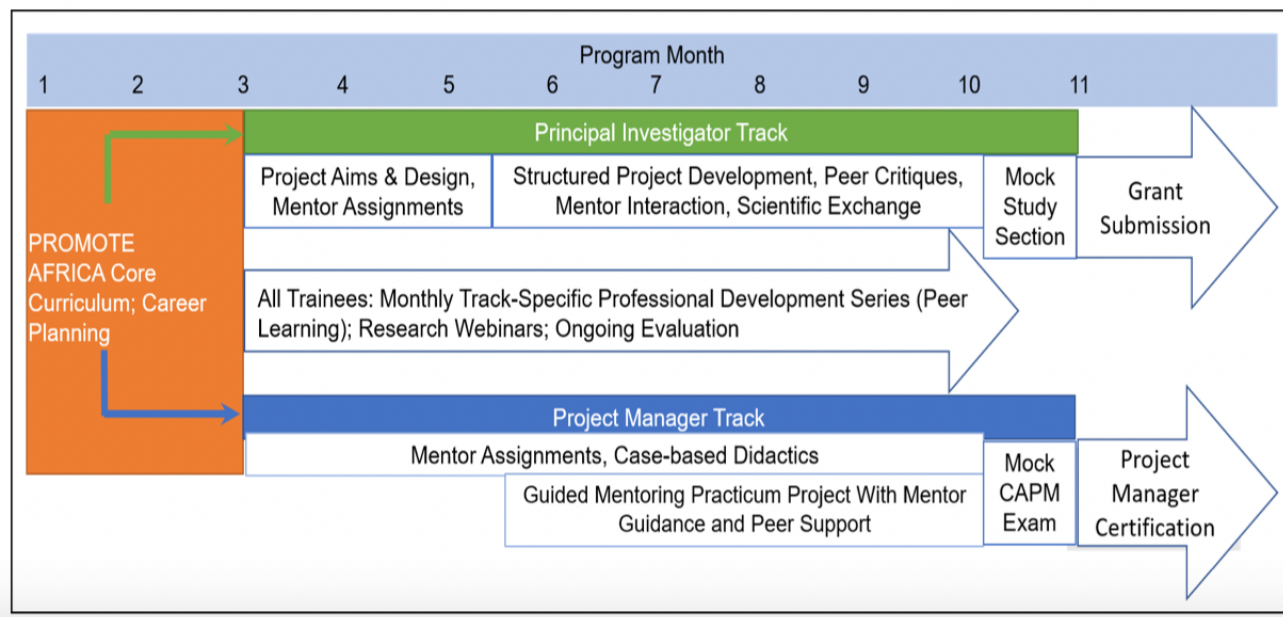 Program Month
1 2 3 4 5 6 7 8 9 10 11
Principal Investigator Track
Project Aims & Design,
Mentor Assignments
Structured Project Development, Peer Critiques,
Mentor Interaction, Scientific Exchange
Mock
Study
Section
Grant
Submission
PROMOTE
AFRICA Core
Curriculum; Career
Planning
All Trainees: Monthly Track-Specific Professional Development Series (Peer
Learning); Research Webinars; Ongoing Evaluation
Project Manager Track
Mentor Assignments, Case-based Didactics
Guided Mentoring Practicum Project With Mentor
Guidance and Peer Support
Mock
CAPM
Exam
Project
Manager
Certification